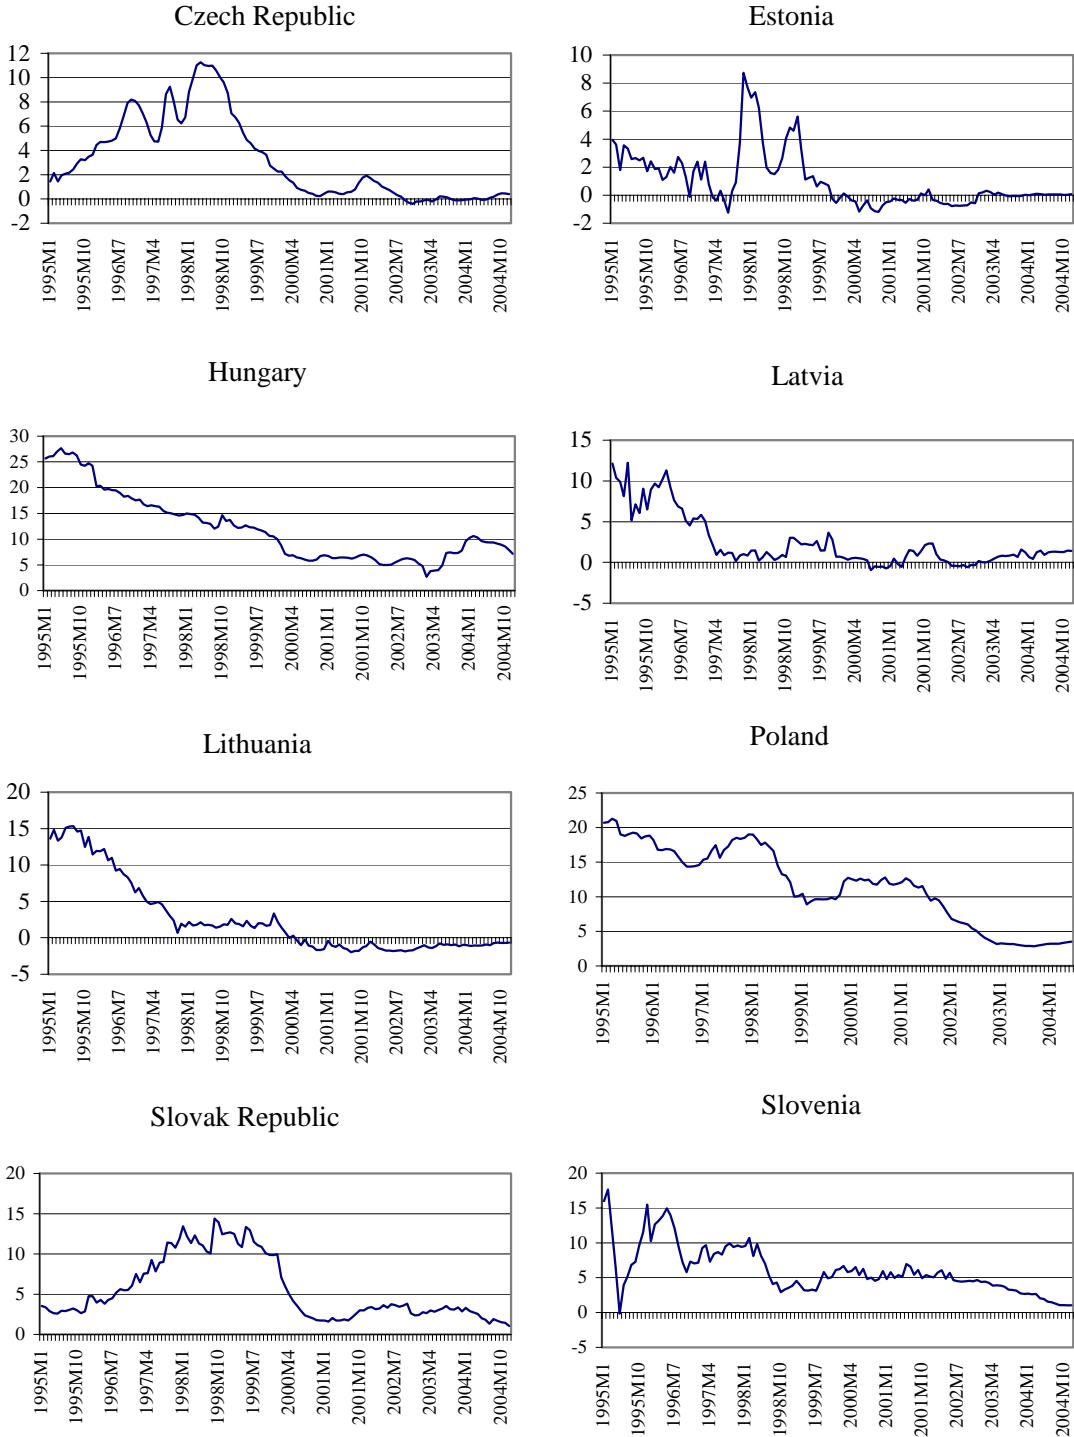 Czech Republic
12
10
8
6
4
2
0
-2
1995M1
1995M10
1996M7
1997M4
1998M1
1998M10
1999M7
2000M4
2001M1
2001M10
2002M7
2003M4
2004M1
2004M10
Estonia
10
8
6
4
2
0
-2
1995M1
1995M10
1996M7
1997M4
1998M1
1998M10
1999M7
2000M4
2001M1
2001M10
2002M7
2003M4
2004M1
2004M10
Hungary
30
25
20
15
10
5
0
1995M1
1995M10
1996M7
1997M4
1998M1
1998M10
1999M7
2000M4
2001M1
2001M10
2002M7
2003M4
2004M1
2004M10
Latvia
15
10
5
0
-5
1995M1
1995M10
1996M7
1997M4
1998M1
1998M10
1999M7
2000M4
2001M1
2001M10
2002M7
2003M4
2004M1
2004M10
Lithuania
20
15
10
5
0
-5
1995M1
1995M10
1996M7
1997M4
1998M1
1998M10
1999M7
2000M4
2001M1
2001M10
2002M7
2003M4
2004M1
2004M10
Poland
25
20
15
10
5
0
1995M1
1996M1
1997M1
1998M1
1999M1
2000M1
2001M1
2002M1
2003M1
2004M1
Slovak Republic
20
15
10
5
0
1995M1
1995M10
1996M7
1997M4
1998M1
1998M10
1999M7
2000M4
2001M1
2001M10
2002M7
2003M4
2004M1
2004M10
Slovenia
20
15
10
5
0
-5
1995M1
1995M10
1996M7
1997M4
1998M1
1998M10
1999M7
2000M4
2001M1
2001M10
2002M7
2003M4
2004M1
2004M10